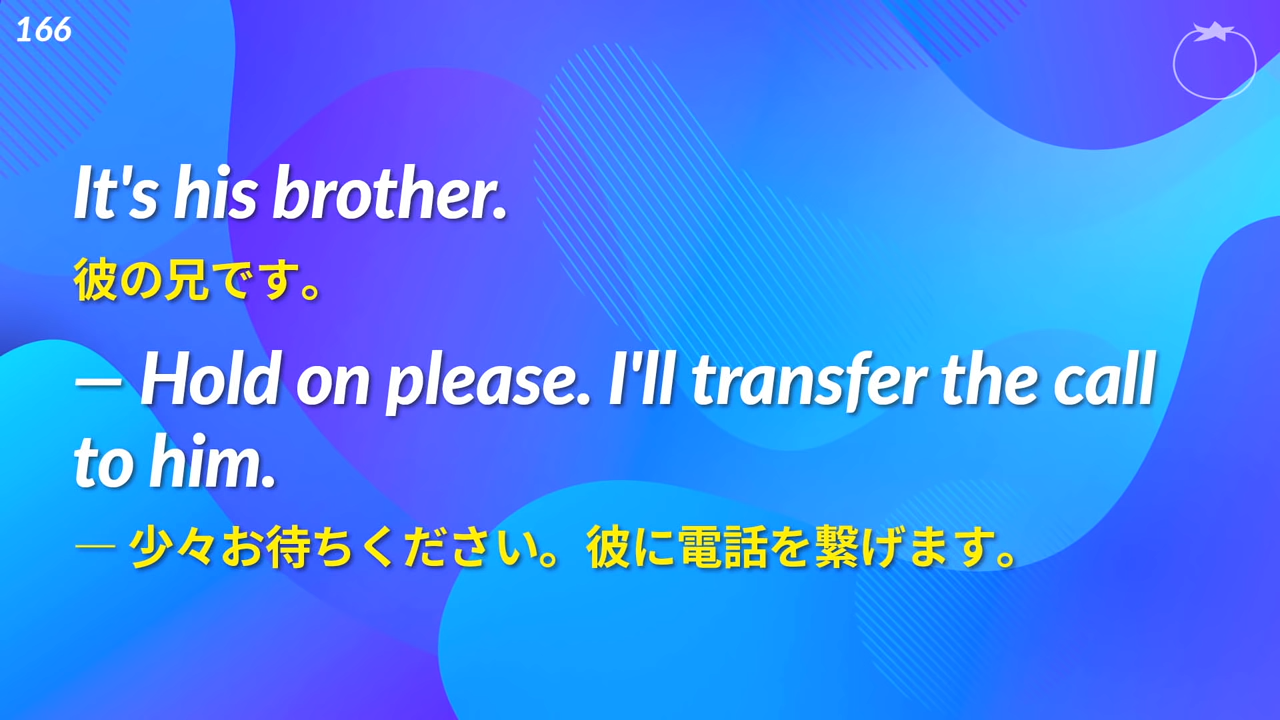 166
It's his brother.
彼の兄です。
— Hold on please. I'll transfer the call
to him.
— 少々お待ちください。彼に電話を繋げます。